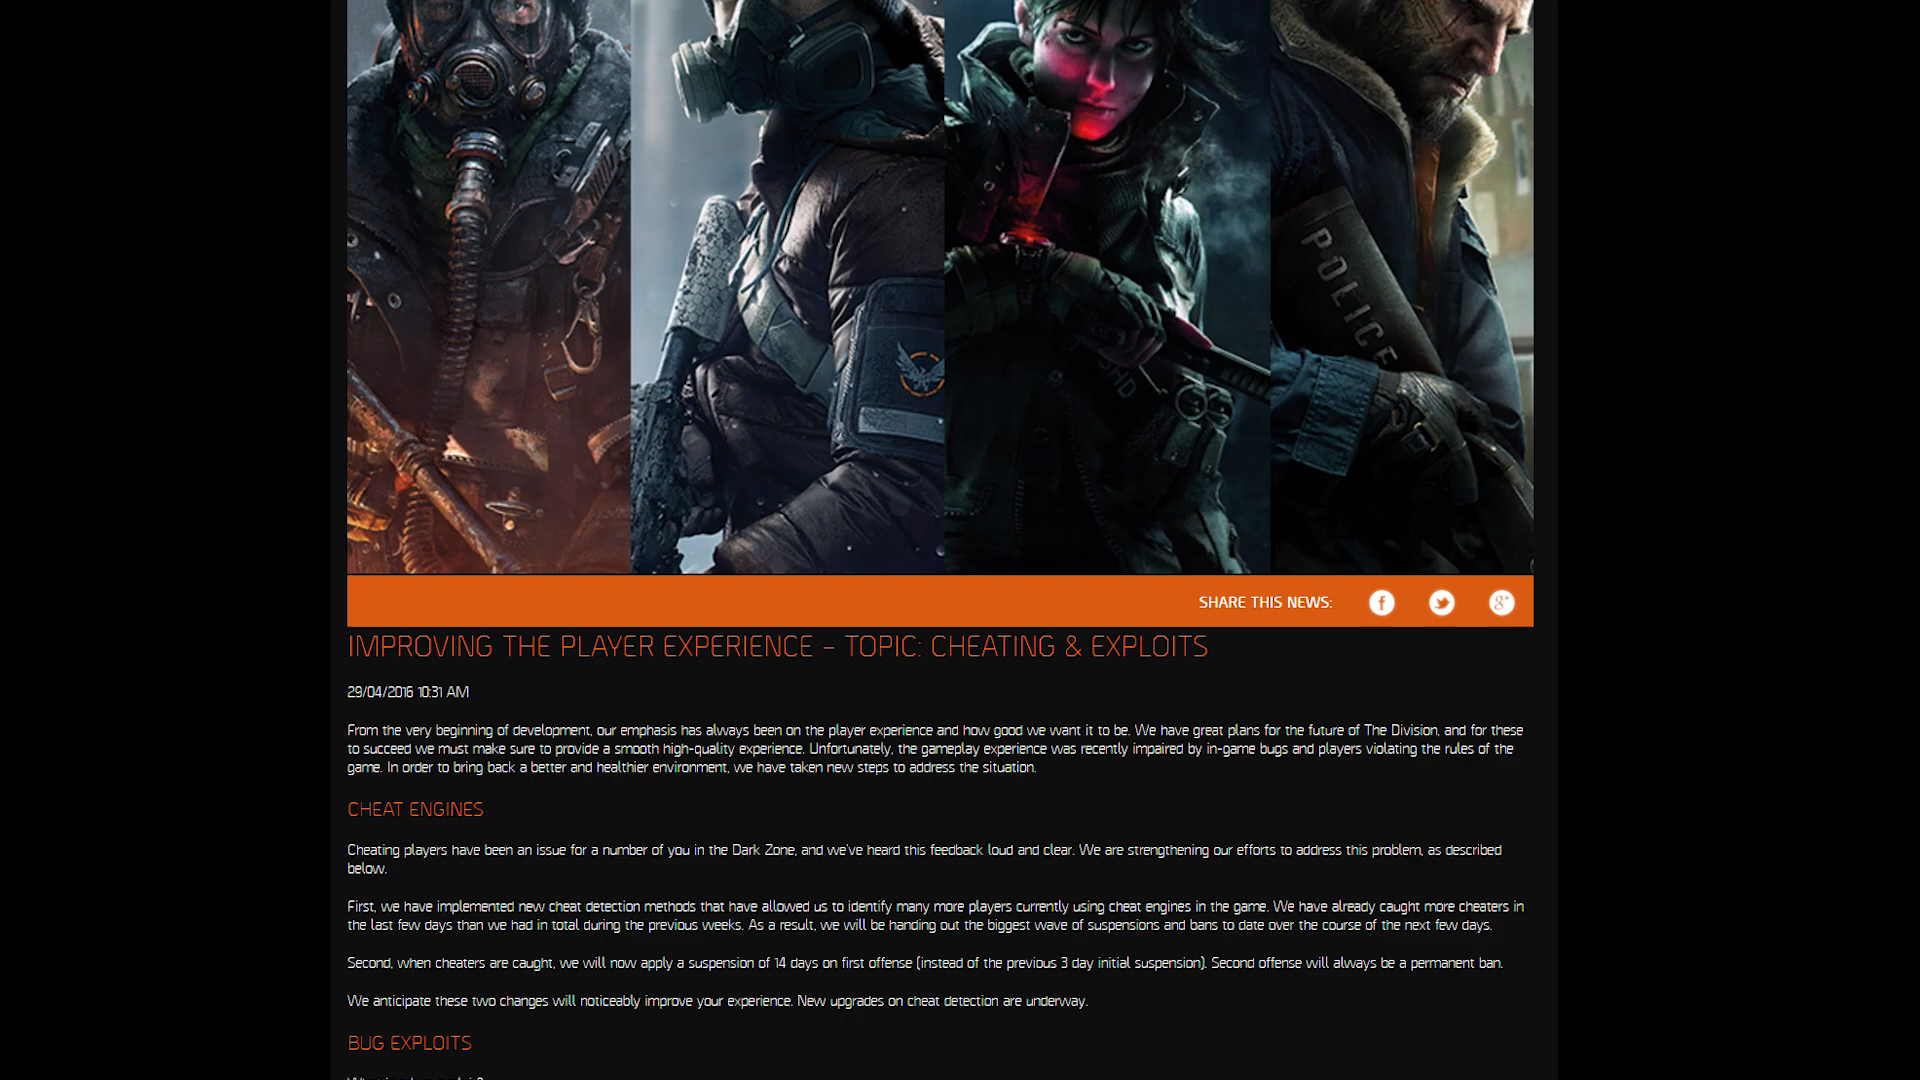 POLICE
SHD
SHARE THIS NEWS:
IMPROVING THE PLAYER EXPERIENCE – TOPIC: CHEATING & EXPLOITS
29/04/2016 10:31 AM
From the very beginning of development, our emphasis has always been on the player experience and how good we want it to be. We have great plans for the future of The Division, and for these
to succeed we must make sure to provide a smooth high-quality experience. Unfortunately, the gameplay experience was recently impaired by in-game bugs and players violating the rules of the
game. In order to bring back a better and healthier environment, we have taken new steps to address the situation.
CHEAT ENGINES
Cheating players have been an issue for a number of you in the Dark Zone, and we've heard this feedback loud and clear. We are strengthening our efforts to address this problem, as described
below.
First, we have implemented new cheat detection methods that have allowed us to identify many more players currently using cheat engines in the game. We have already caught more cheaters in
the last few days than we had in total during the previous weeks. As a result, we will be handing out the biggest wave of suspensions and bans to date over the course of the next few days.
Second, when cheaters are caught, we will now apply a suspension of 14 days on first offense (instead of the previous 3 day initial suspension). Second offense will always be a permanent ban.
We anticipate these two changes will noticeably improve your experience. New upgrades on cheat detection are underway.
BUG EXPLOITS